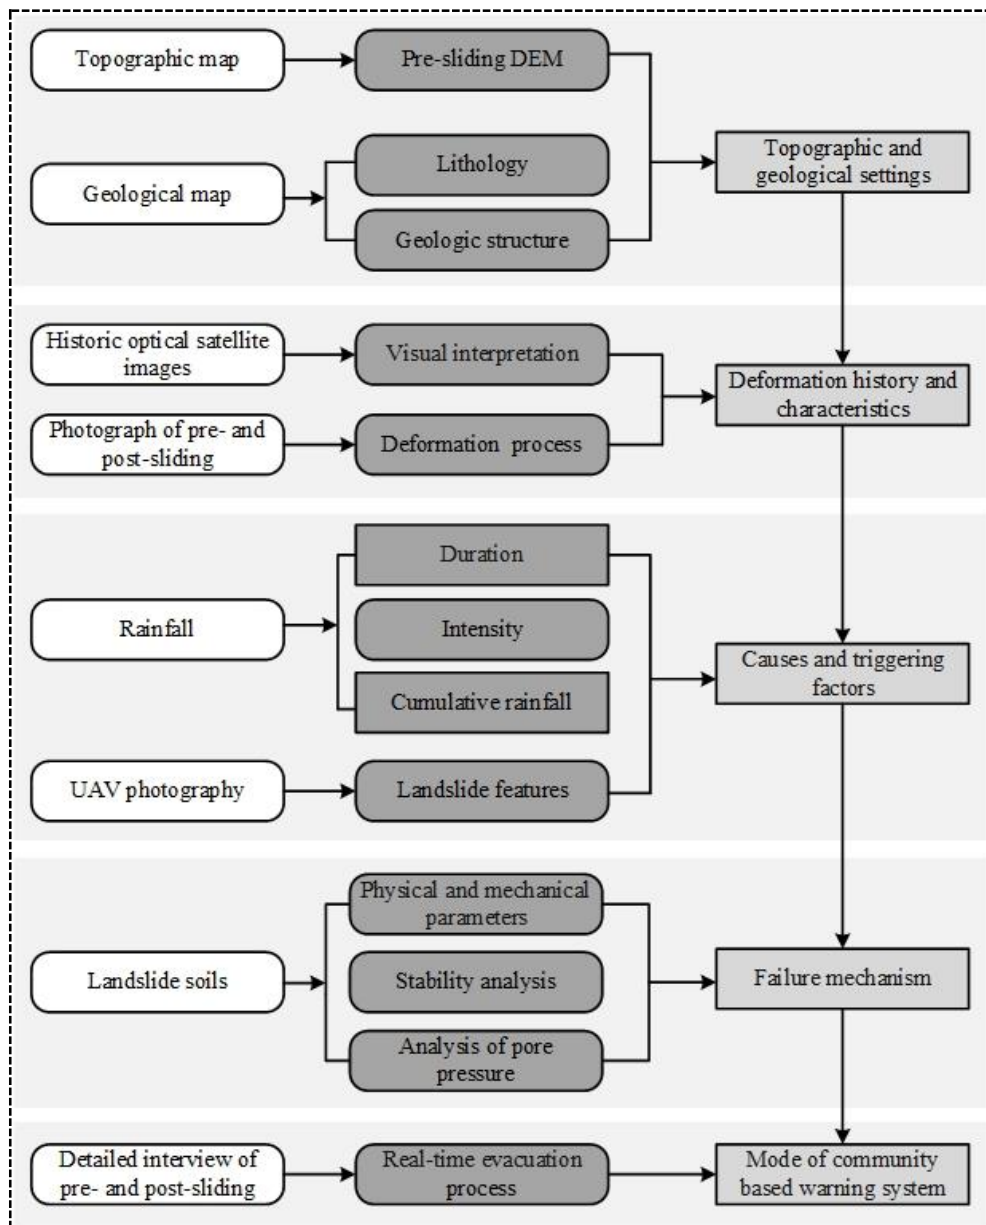 Topographic map
Pre-sliding DEM
Lithology
Topographic and
geological settings
Geological map
Geologic structure
Historic optical satellite
images
Visual interpretation
Deformation history and
characteristics
Photograph of pre- and
post-sliding
Deformation process
Duration
Rainfall
Intensity
Causes and triggering
factors
Cumulative rainfall
UAV photography
Landslide features
Physical and mechanical
parameters
Landslide soils
Stability analysis
Failure mechanism
Analysis of pore
pressure
Detailed interview of
pre- and post-sliding
Real-time evacuation
process
Mode of community
based warning system